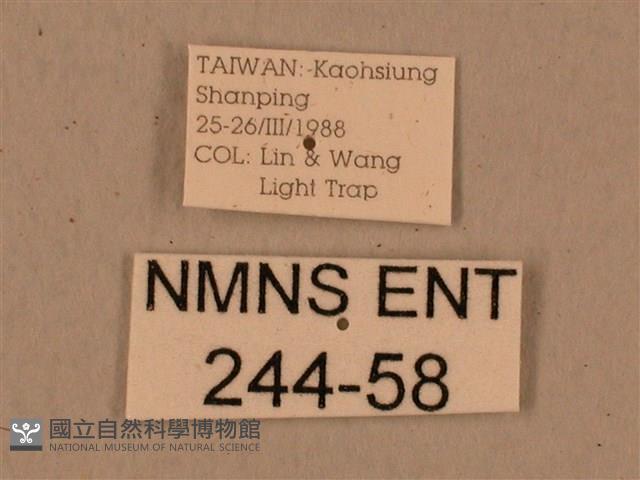 TAIWAN: Kaohsiung
Shanping
25-26/III/1988
COL: Lin & Wang
Light Trap
NMNS ENT
244-58
國立自然科學博物館
NATIONAL MUSEUM OF NATURAL SCIENCE